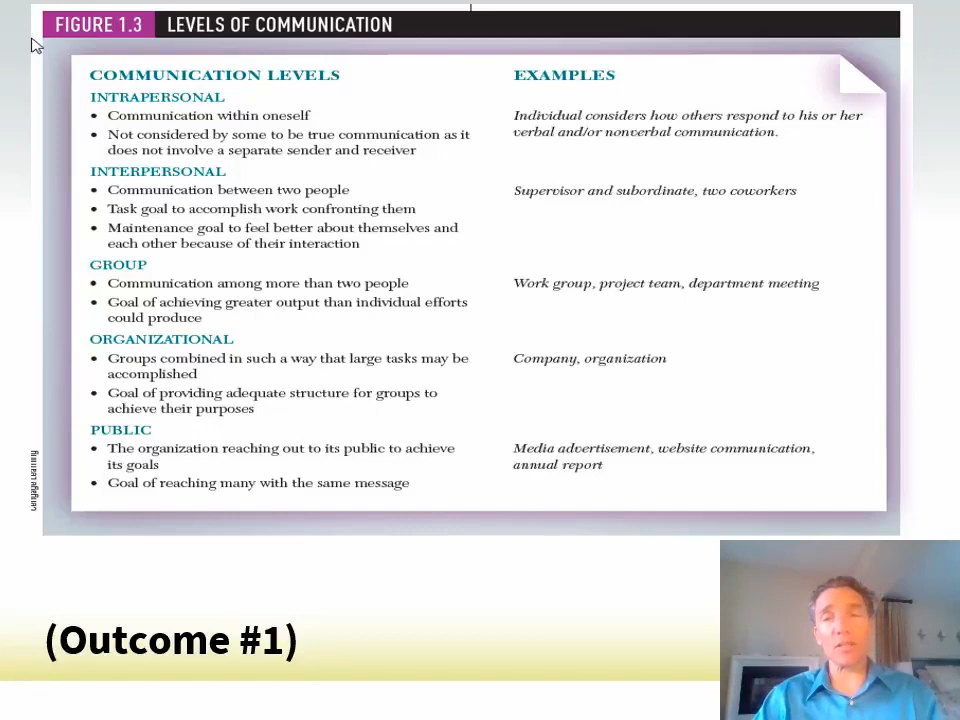 FIGURE 1.3 LEVELS OF COMMUNICATION
COMMUNICATION LEVELS EXAMPLES
INTRAPERSONAL
• Communication within oneself Individual considers how others respond to his or her
verbal and/or nonverbal communication.
• Not considered by some to be true communication as it
does not involve a separate sender and receiver
INTERPERSONAL
• Communication between two people Supervisor and subordinate, two coworkers
• Task goal to accomplish work confronting them
• Maintenance goal to feel better about themselves and
each other because of their interaction
GROUP
• Communication among more than two people Work group, project team, department meeting
• Goal of achieving greater output than individual efforts
could produce
ORGANIZATIONAL
• Groups combined in such a way that large tasks may be Company, organization
accomplished
• Goal of providing adequate structure for groups to
achieve their purposes
PUBLIC
• The organization reaching out to its public to achieve Media advertisement, website communication,
its goals annual report
• Goal of reaching many with the same message
(Outcome #1)